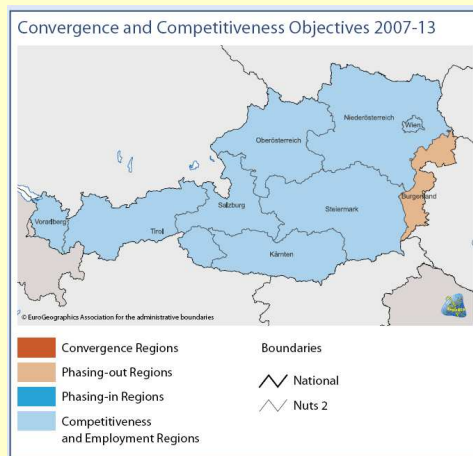 Convergence and Competitiveness Objectives 2007-13
Niederösterreich
Wien
Oberösterreich
Burgenland
Salzburg
Steiermark
Vorarlberg
Tirol
Kärnten
© EuroGeographics Association for the administrative boundaries
Convergence Regions
Phasing-out Regions
Phasing-in Regions
Competitiveness
and Employment Regions
Boundaries
National
Nuts 2